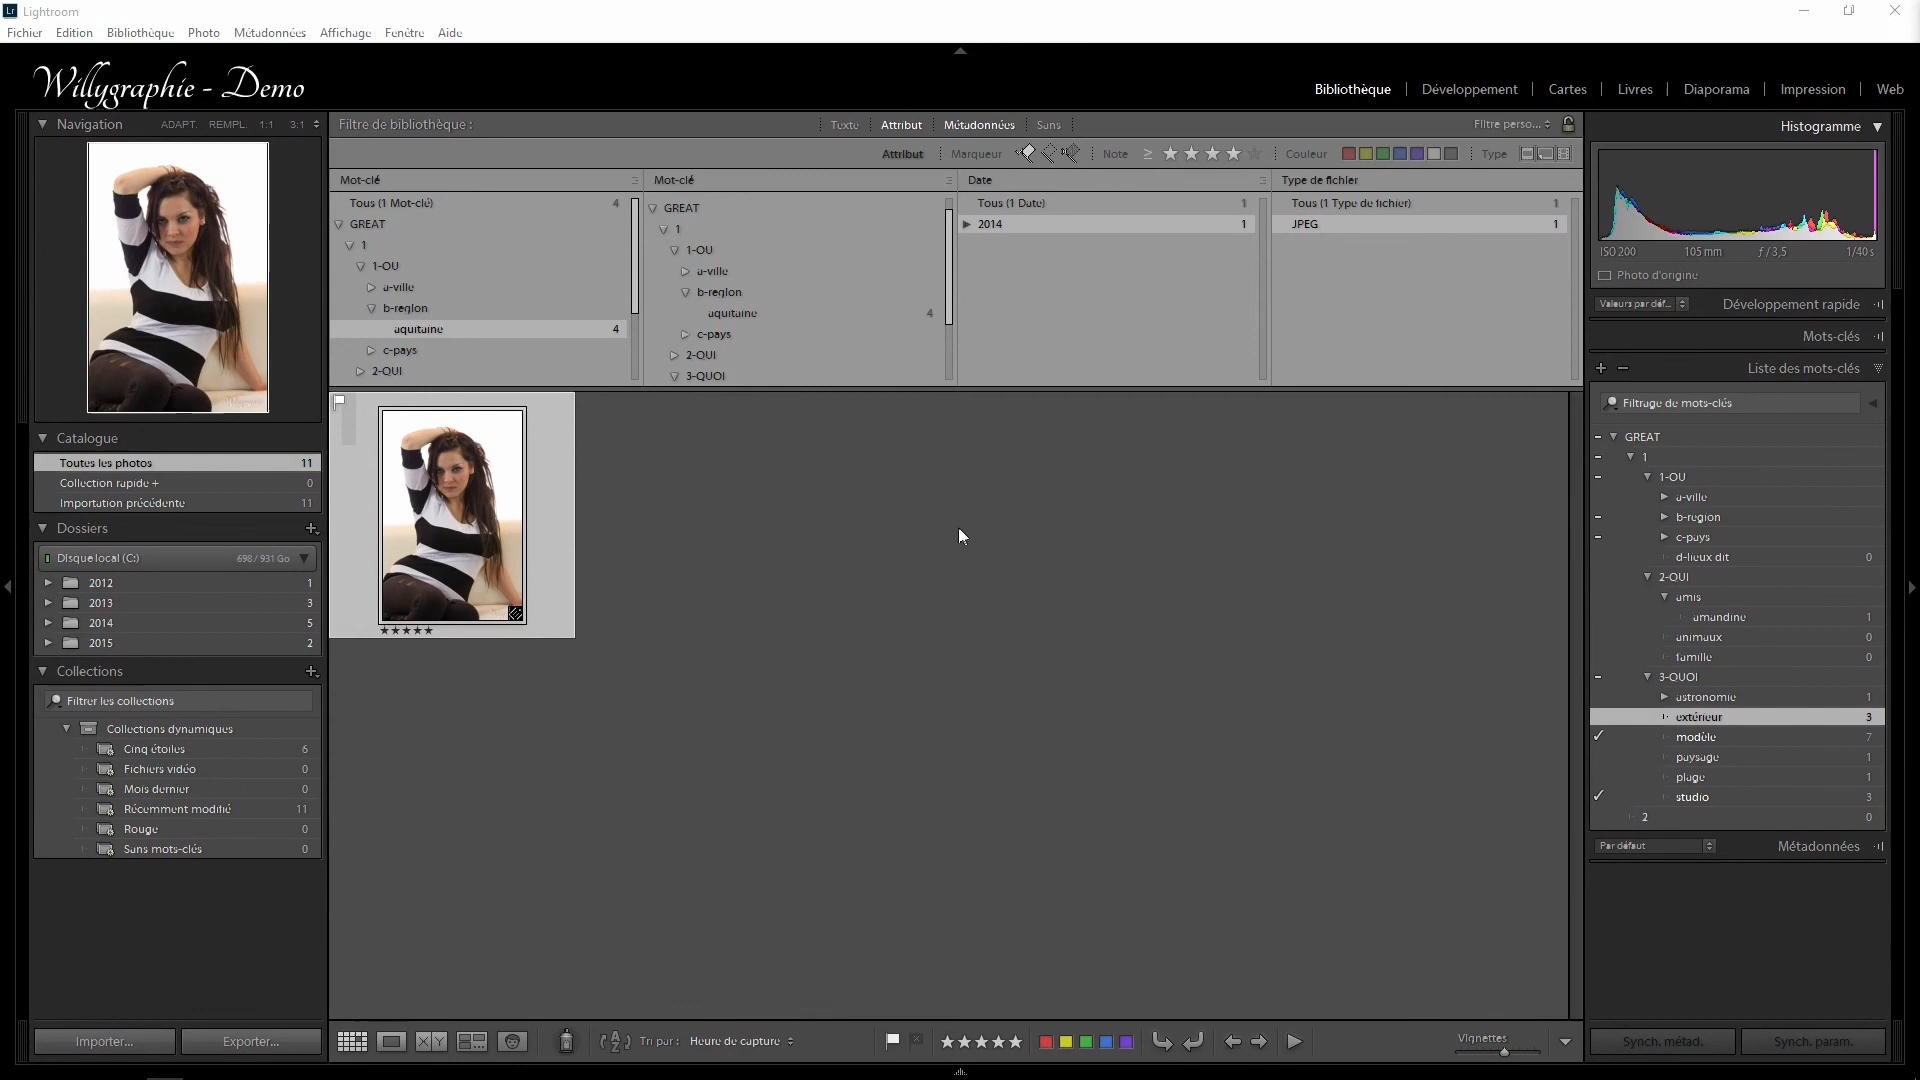 Lightroom
Fichier Edition Bibliothèque Photo Métadonnées Affichage Fenêtre Aide
Willygraphie - Demo
Bibliothèque | Développement | Cartes | Livres | Diaporama | Impression | Web
Navigation ADAPT. REMPL. 1:1 3:1
Catalogue
Toutes les photos 11
Collection rapide + 0
Importation précédente 11
Dossiers
Disque local (C:) 698 / 931 Go
2012 1
2013 3
2014 5
2015 2
Collections
Filtrer les collections
Collections dynamiques
Cinq étoiles 6
Fichiers vidéo 0
Mois dernier 0
Récemment modifié 11
Rouge 0
Sans mots-clés 0
Importer... Exporter...
Filtre de bibliothèque : Texte Attribut Métadonnées Sans Filtre perso...
Attribut Marqueur Note ≥ Couleur Type
Mot-clé
Tous (1 Mot-clé) 4
GREAT
1
1-OU
a-ville
b-region
aquitaine 4
c-pays
2-OUI
Mot-clé
GREAT
1
1-OU
a-ville
b-region
aquitaine 4
c-pays
2-OUI
3-QUOI
Date
Tous (1 Date) 1
2014 1
Type de fichier
Tous (1 Type de fichier) 1
JPEG 1
Tri par : Heure de capture
Vignettes
Histogramme
ISO 200 105 mm ƒ / 3,5 1/40 s
Photo d'origine
Valeurs par déf... Développement rapide
Mots-clés
Liste des mots-clés
Filtrage de mots-clés
GREAT
1
1-OU
a-ville
b-region
c-pays
d-lieux dit 0
2-OUI
amis
amandine 1
animaux 0
famille 0
3-QUOI
astronomie 1
extérieur 3
modèle 7
paysage 1
plage 1
studio 3
2 0
Par défaut Métadonnées
Synch. métad. Synch. param.